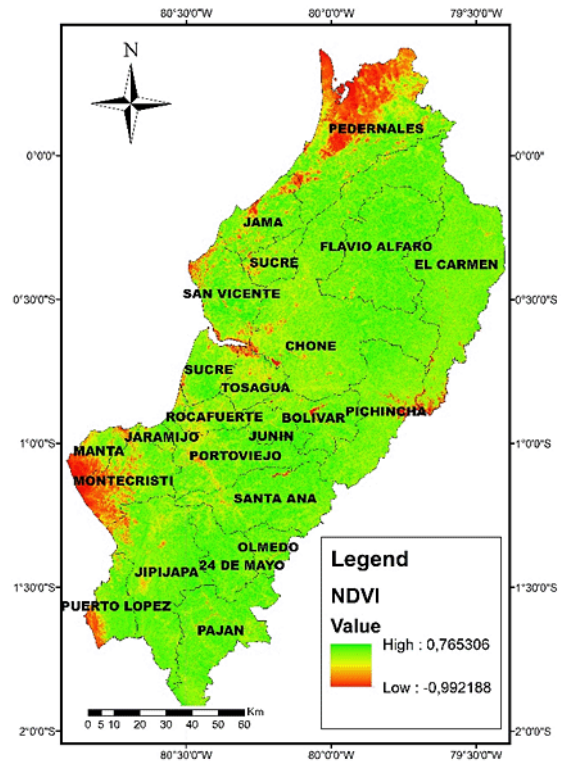 80°30'0"W 80°0'0"W 79°30'0"W
N
PEDERNALES
0°0'0" 0°0'0"
JAMA
FLAVIO ALFARO
SUCRE
EL CARMEN
SAN VICENTE
0°30'0"S 0°30'0"S
CHONE
SUCRE
TOSAGUA
PICHINCHA
ROCAFUERTE
BOLIVAR
JARAMIJO
JUNIN
1°0'0"S 1°0'0"S
MANTA
PORTOVIEJO
MONTECRISTI
SANTA ANA
OLMEDO
24 DE MAYO
JIPIJAPA
1°30'0"S 1°30'0"S
PUERTO LOPEZ
PAJAN
Legend
NDVI
Value
High : 0,765306
Low : -0,992188
Km
0 5 10 20 30 40 50 60
2°0'0"S 2°0'0"S
80°30'0"W 80°0'0"W 79°30'0"W